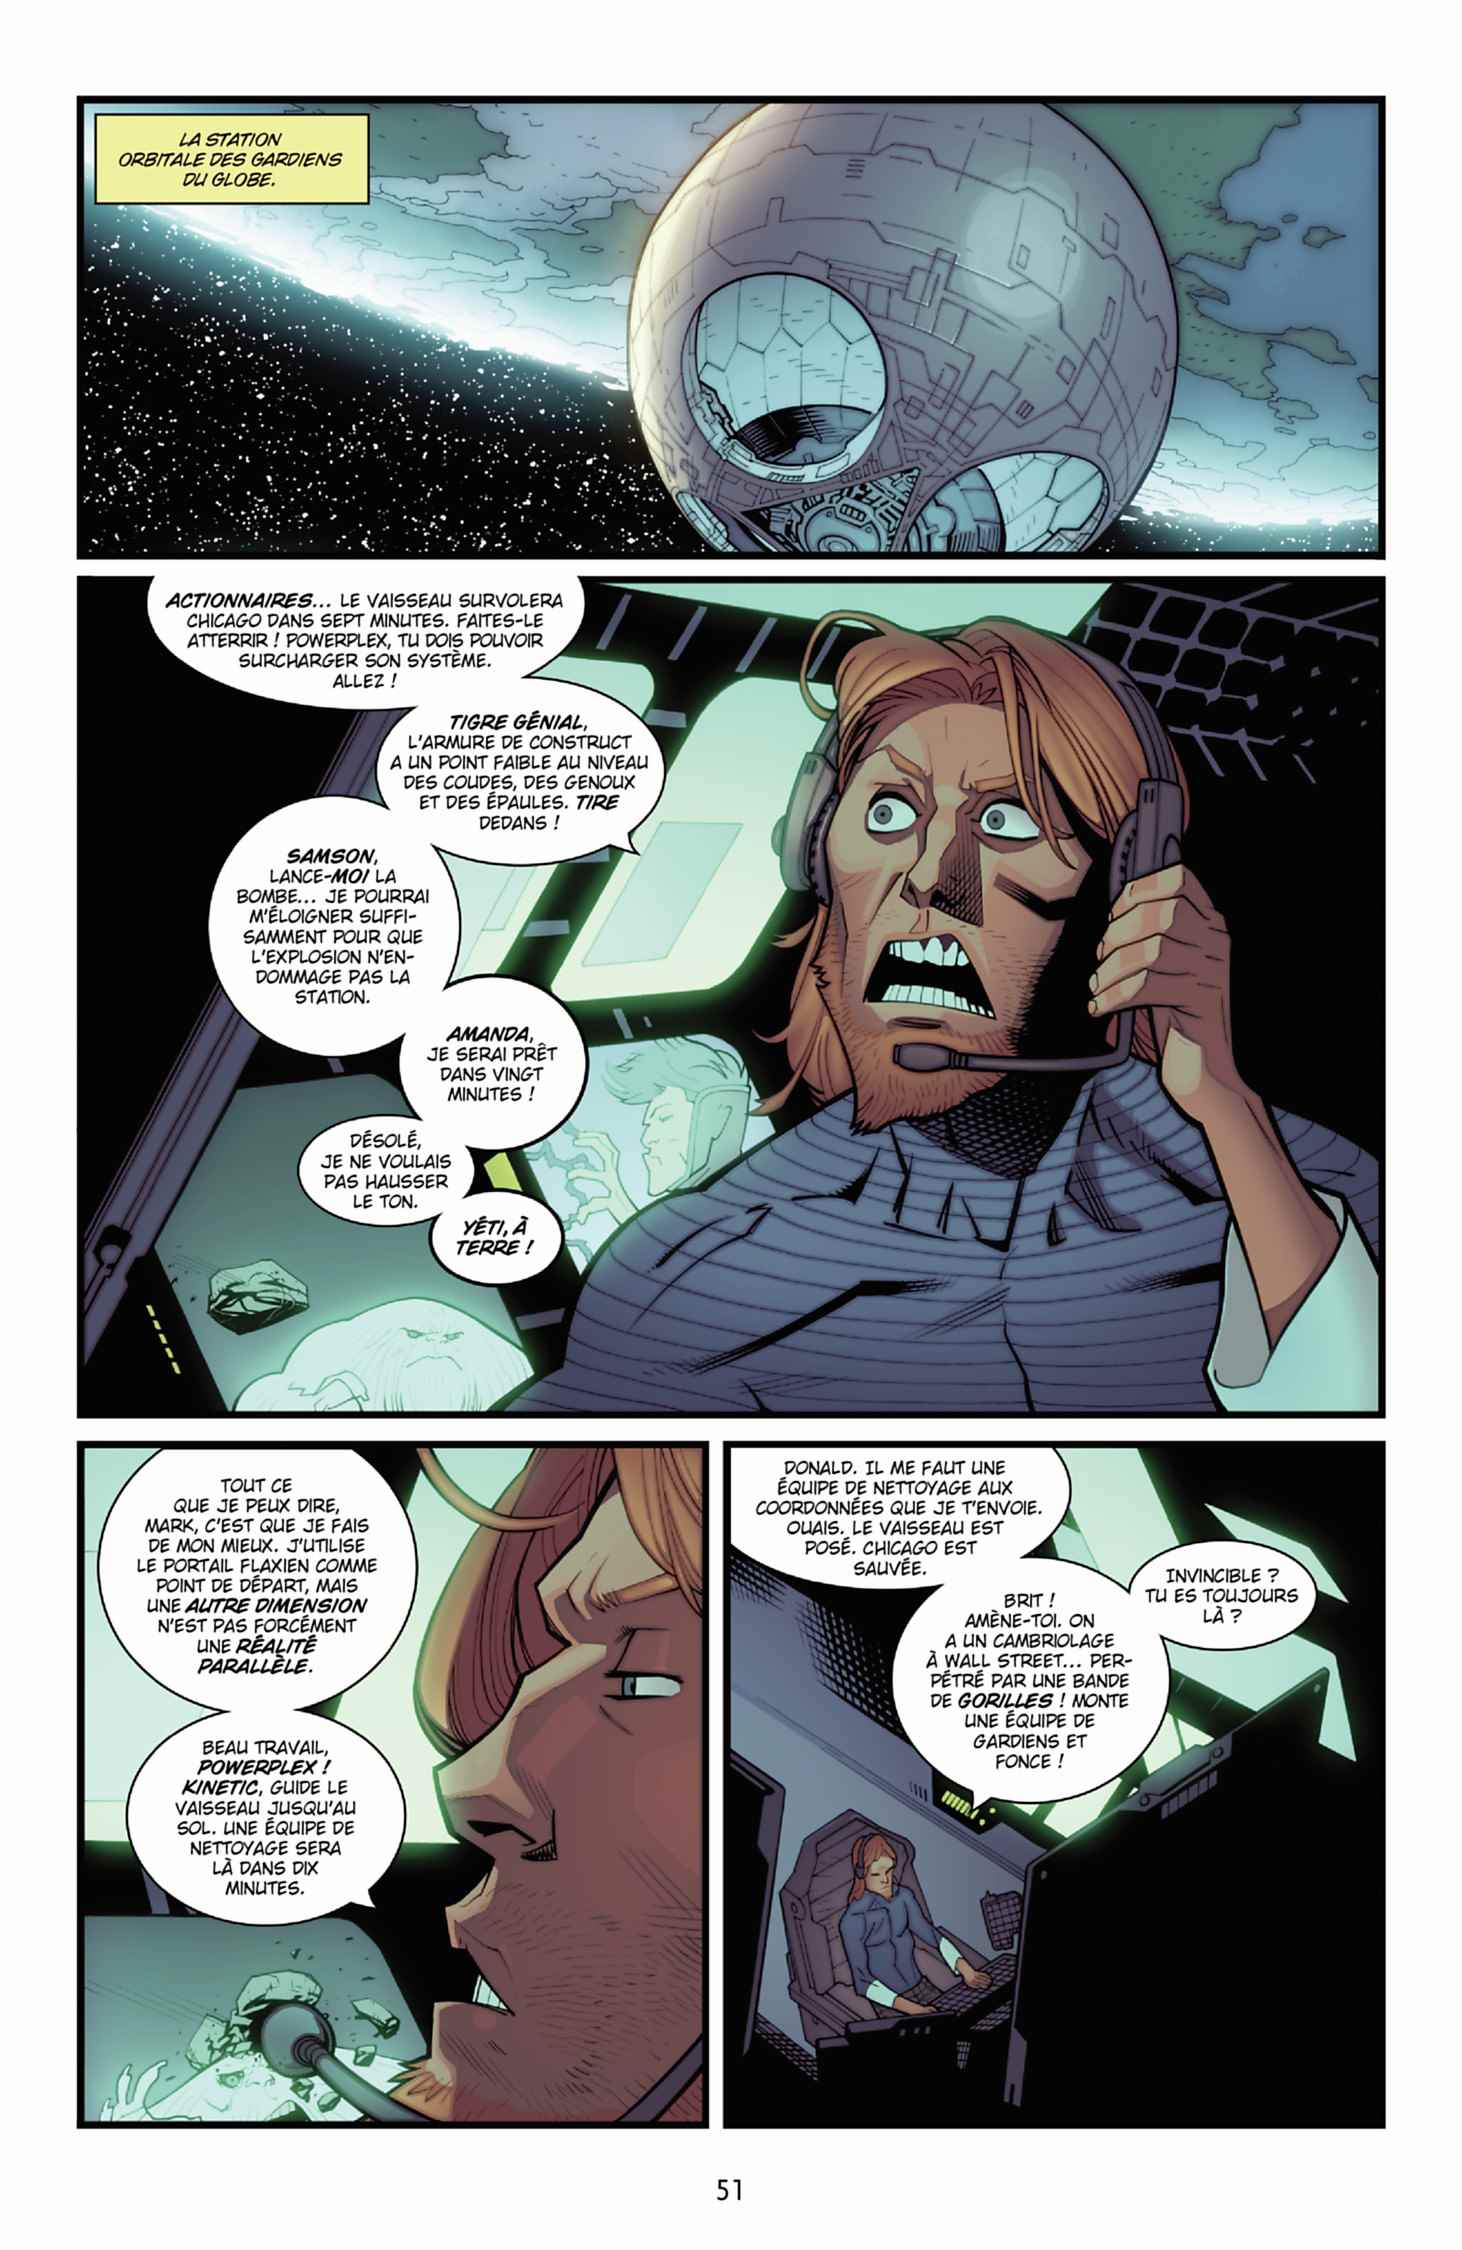 LA STATION
ORBITALE DES GARDIENS
DU GLOBE.
ACTIONNAIRES... LE VAISSEAU SURVOLERA
CHICAGO DANS SEPT MINUTES. FAITES-LE
ATTERRIR ! POWERPLEX, TU DOIS POUVOIR
SURCHARGER SON SYSTÈME.
ALLEZ !
TIGRE GÉNIAL,
L'ARMURE DE CONSTRUCT
A UN POINT FAIBLE AU NIVEAU
DES COUDES, DES GENOUX
ET DES ÉPAULES. TIRE
DEDANS !
SAMSON,
LANCE-MOI LA
BOMBE... JE POURRAI
M'ÉLOIGNER SUFFI-
SAMMENT POUR QUE
L'EXPLOSION N'EN-
DOMMAGE PAS LA
STATION.
AMANDA,
JE SERAI PRÊT
DANS VINGT
MINUTES !
DÉSOLÉ,
JE NE VOULAIS
PAS HAUSSER
LE TON.
YÉTI, À
TERRE !
TOUT CE
QUE JE PEUX DIRE,
MARK, C'EST QUE JE FAIS
DE MON MIEUX. J'UTILISE
LE PORTAIL FLAXIEN COMME
POINT DE DÉPART, MAIS
UNE AUTRE DIMENSION
N'EST PAS FORCÉMENT
UNE RÉALITÉ
PARALLÈLE.
BEAU TRAVAIL,
POWERPLEX !
KINETIC, GUIDE LE
VAISSEAU JUSQU'AU
SOL. UNE ÉQUIPE DE
NETTOYAGE SERA
LÀ DANS DIX
MINUTES.
DONALD. IL ME FAUT UNE
ÉQUIPE DE NETTOYAGE AUX
COORDONNÉES QUE JE T'ENVOIE.
OUAIS. LE VAISSEAU EST
POSÉ. CHICAGO EST
SAUVÉE.
BRIT !
AMÈNE-TOI. ON
A UN CAMBRIOLAGE
À WALL STREET... PER-
PÉTRÉ PAR UNE BANDE
DE GORILLES ! MONTE
UNE ÉQUIPE DE
GARDIENS ET
FONCE !
INVINCIBLE ?
TU ES TOUJOURS
LÀ ?
51